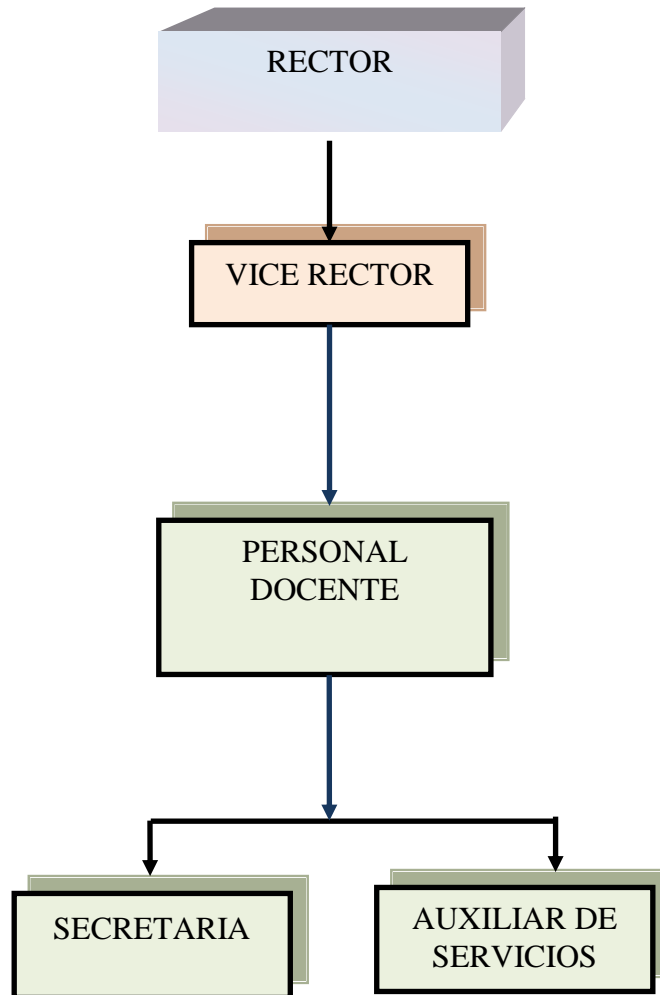 RECTOR
VICE RECTOR
PERSONAL
DOCENTE
SECRETARIA
AUXILIAR DE
SERVICIOS